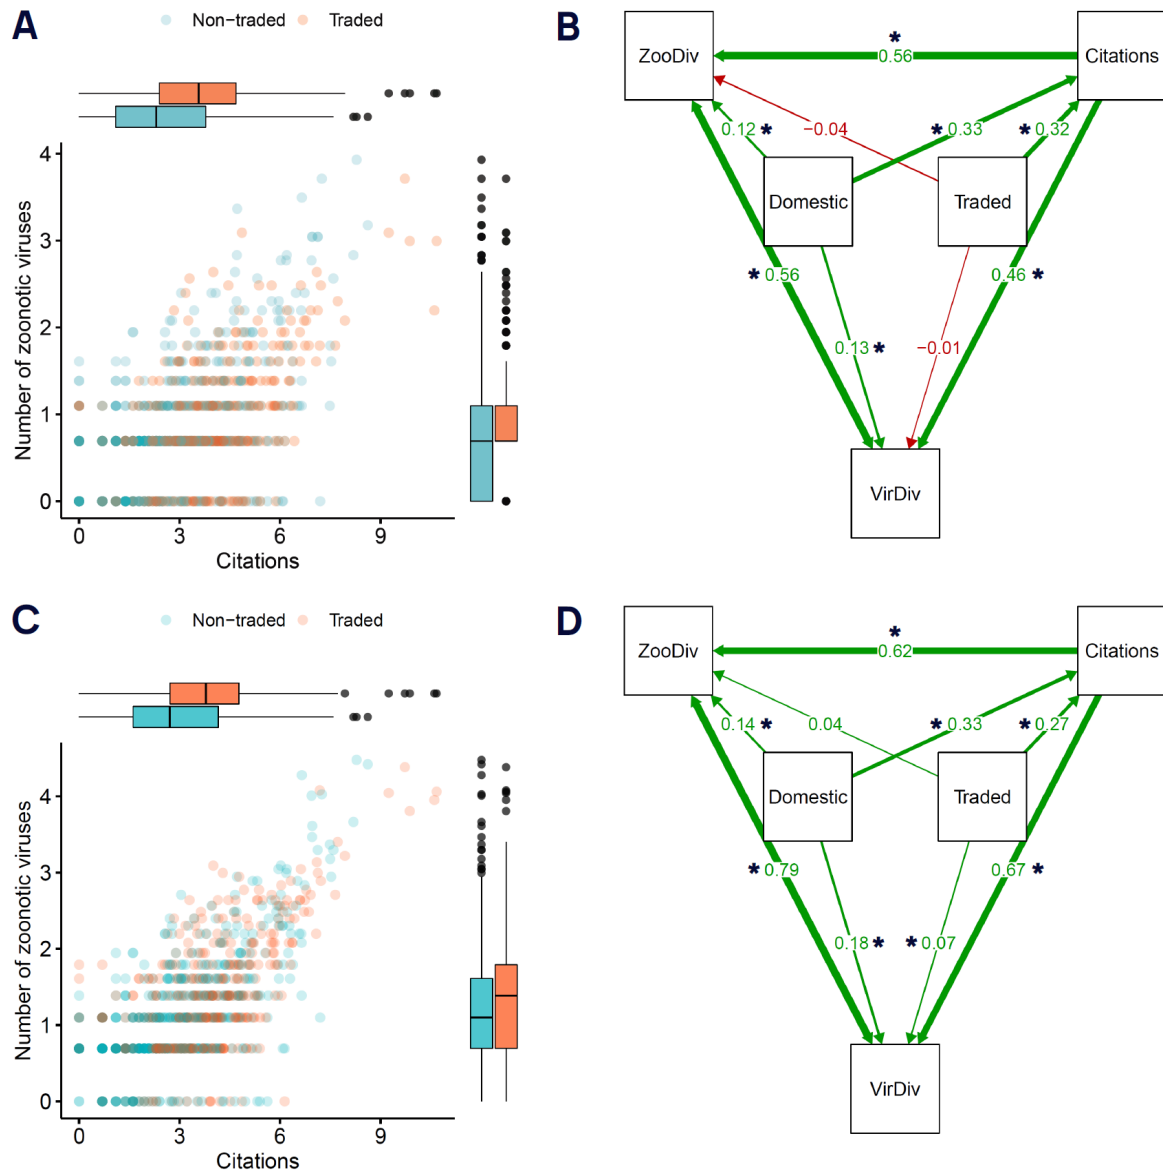 A
Non−traded Traded
4
3
2
1
0
Number of zoonotic viruses
0 3 6 9
Citations
B
ZooDiv
Citations
* 0.56
0.12 *
−0.04
* 0.33
* 0.32
Domestic
Traded
* 0.56
0.46 *
0.13 *
−0.01
VirDiv
C
Non−traded Traded
4
3
2
1
0
Number of zoonotic viruses
0 3 6 9
Citations
D
ZooDiv
Citations
* 0.62
0.14 *
0.04
* 0.33
* 0.27
Domestic
Traded
* 0.79
0.67 *
0.18 *
* 0.07
VirDiv